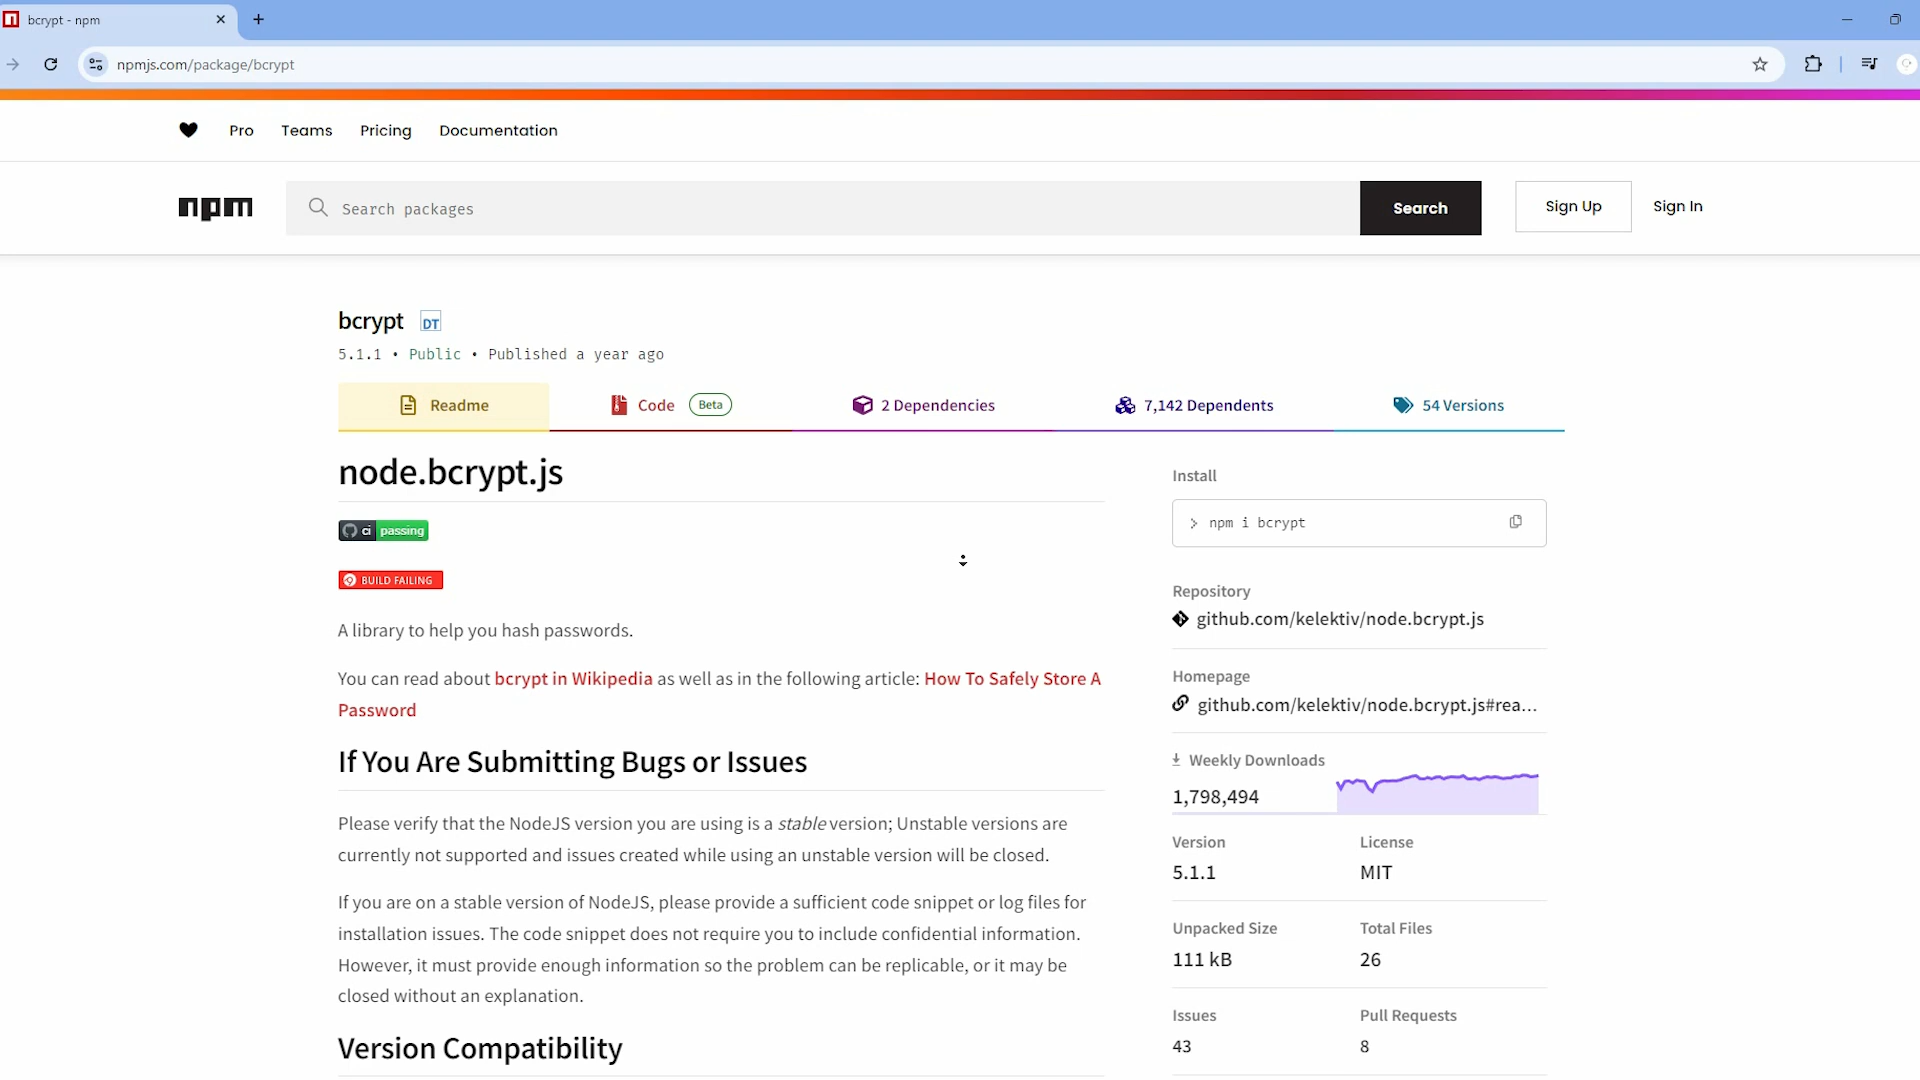 bcrypt - npm
npmjs.com/package/bcrypt
Pro Teams Pricing Documentation
npm Search packages Search Sign Up Sign In
bcrypt DT
5.1.1 • Public • Published a year ago
Readme Code Beta 2 Dependencies 7,142 Dependents 54 Versions
node.bcrypt.js
ci passing
BUILD FAILING
A library to help you hash passwords.
You can read about bcrypt in Wikipedia as well as in the following article: How To Safely Store A
Password
If You Are Submitting Bugs or Issues
Please verify that the NodeJS version you are using is a stable version; Unstable versions are
currently not supported and issues created while using an unstable version will be closed.
If you are on a stable version of NodeJS, please provide a sufficient code snippet or log files for
installation issues. The code snippet does not require you to include confidential information.
However, it must provide enough information so the problem can be replicable, or it may be
closed without an explanation.
Version Compatibility
Install
> npm i bcrypt
Repository
github.com/kelektiv/node.bcrypt.js
Homepage
github.com/kelektiv/node.bcrypt.js#rea...
Weekly Downloads
1,798,494
Version License
5.1.1 MIT
Unpacked Size Total Files
111 kB 26
Issues Pull Requests
43 8